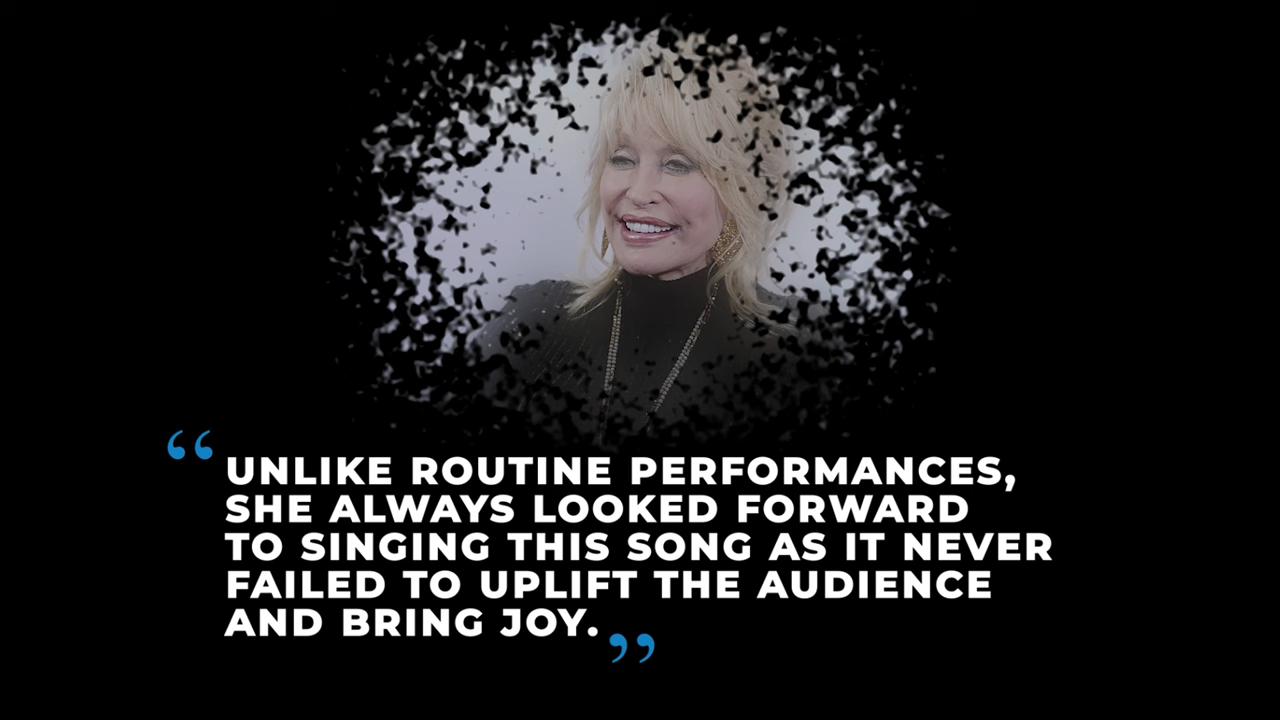 “UNLIKE ROUTINE PERFORMANCES,
SHE ALWAYS LOOKED FORWARD
TO SINGING THIS SONG AS IT NEVER
FAILED TO UPLIFT THE AUDIENCE
AND BRING JOY.”